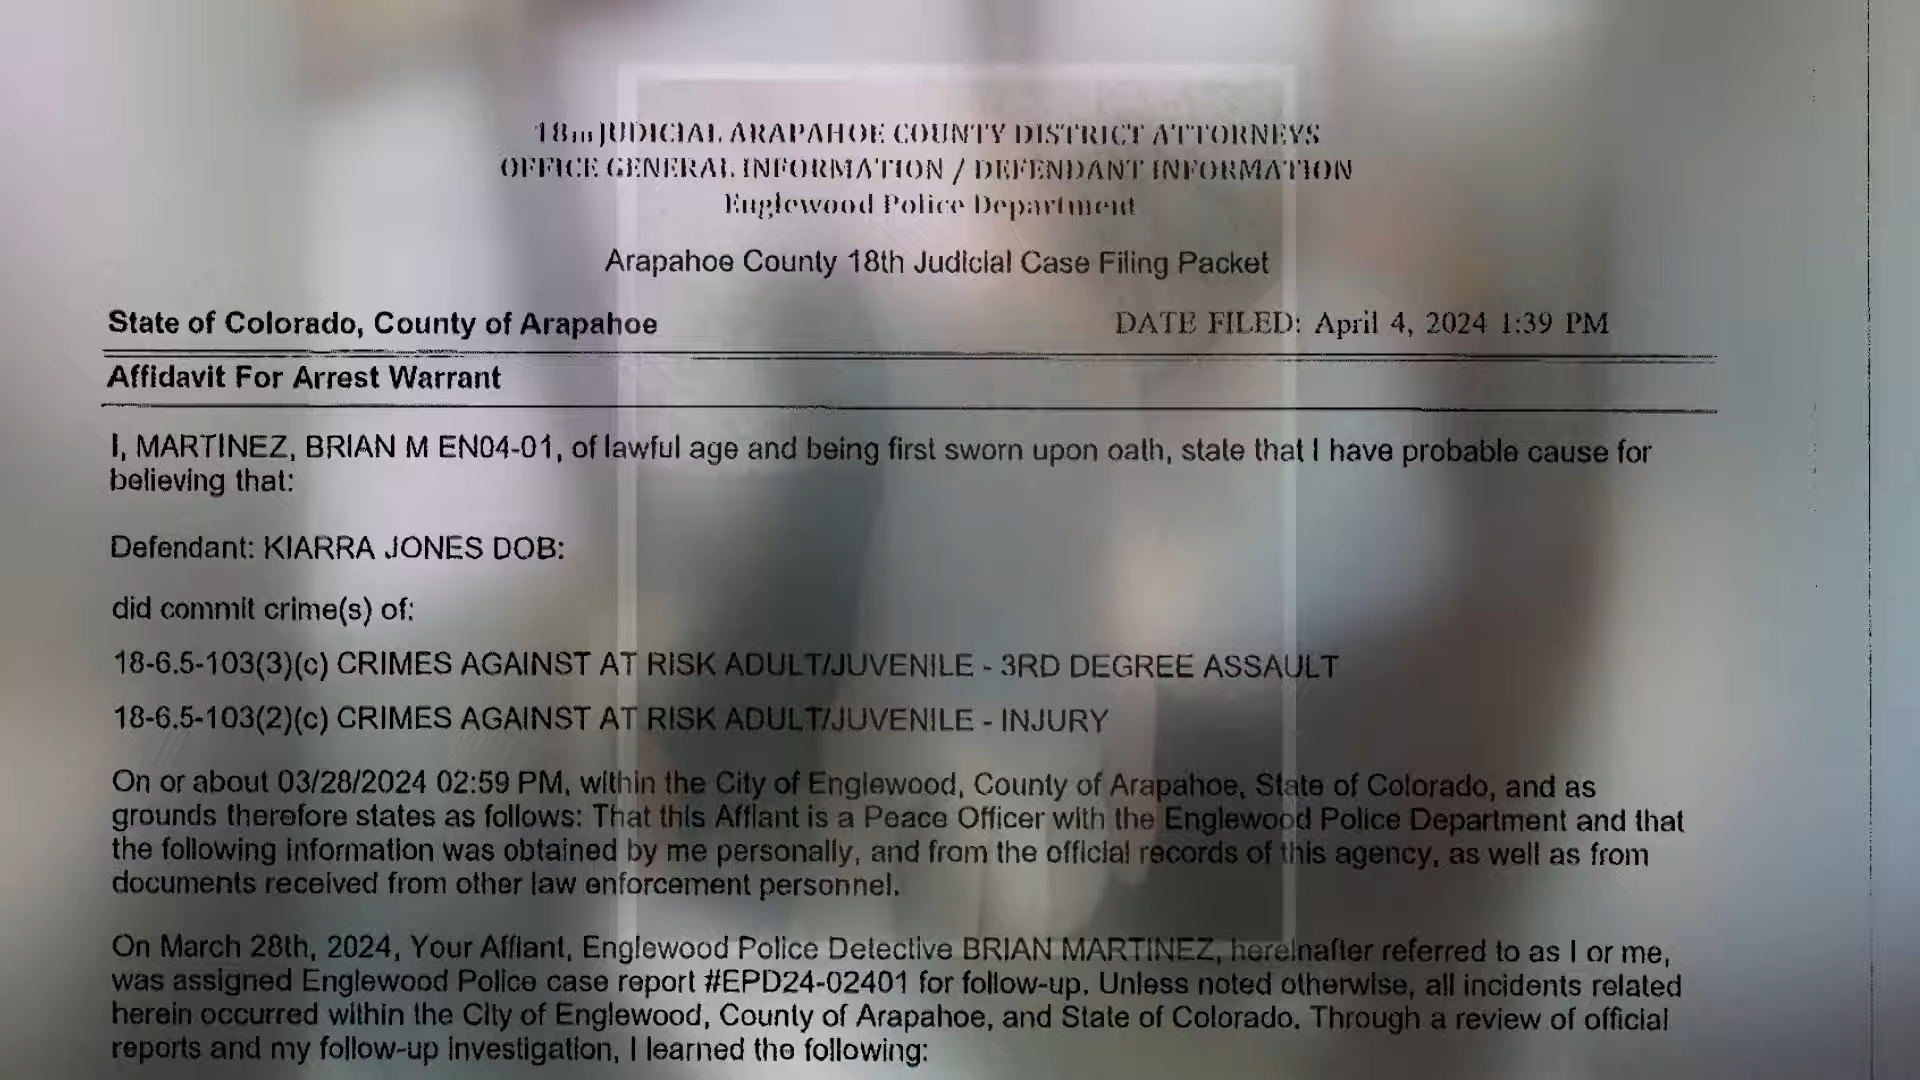 18TH JUDICIAL ARAPAHOE COUNTY DISTRICT ATTORNEYS
OFFICE GENERAL INFORMATION / DEFENDANT INFORMATION
Englewood Police Department
Arapahoe County 18th Judicial Case Filing Packet
State of Colorado, County of Arapahoe
DATE FILED: April 4, 2024 1:39 PM
Affidavit For Arrest Warrant
I, MARTINEZ, BRIAN M EN04-01, of lawful age and being first sworn upon oath, state that I have probable cause for
believing that:
Defendant: KIARRA JONES DOB:
did commit crime(s) of:
18-6.5-103(3)(c) CRIMES AGAINST AT RISK ADULT/JUVENILE - 3RD DEGREE ASSAULT
18-6.5-103(2)(c) CRIMES AGAINST AT RISK ADULT/JUVENILE - INJURY
On or about 03/28/2024 02:59 PM, within the City of Englewood, County of Arapahoe, State of Colorado, and as
grounds therefore states as follows: That this Affiant is a Peace Officer with the Englewood Police Department and that
the following information was obtained by me personally, and from the official records of this agency, as well as from
documents received from other law enforcement personnel.
On March 28th, 2024, Your Affiant, Englewood Police Detective BRIAN MARTINEZ, hereinafter referred to as I or me,
was assigned Englewood Police case report #EPD24-02401 for follow-up. Unless noted otherwise, all incidents related
herein occurred within the City of Englewood, County of Arapahoe, and State of Colorado. Through a review of official
reports and my follow-up investigation, I learned the following: